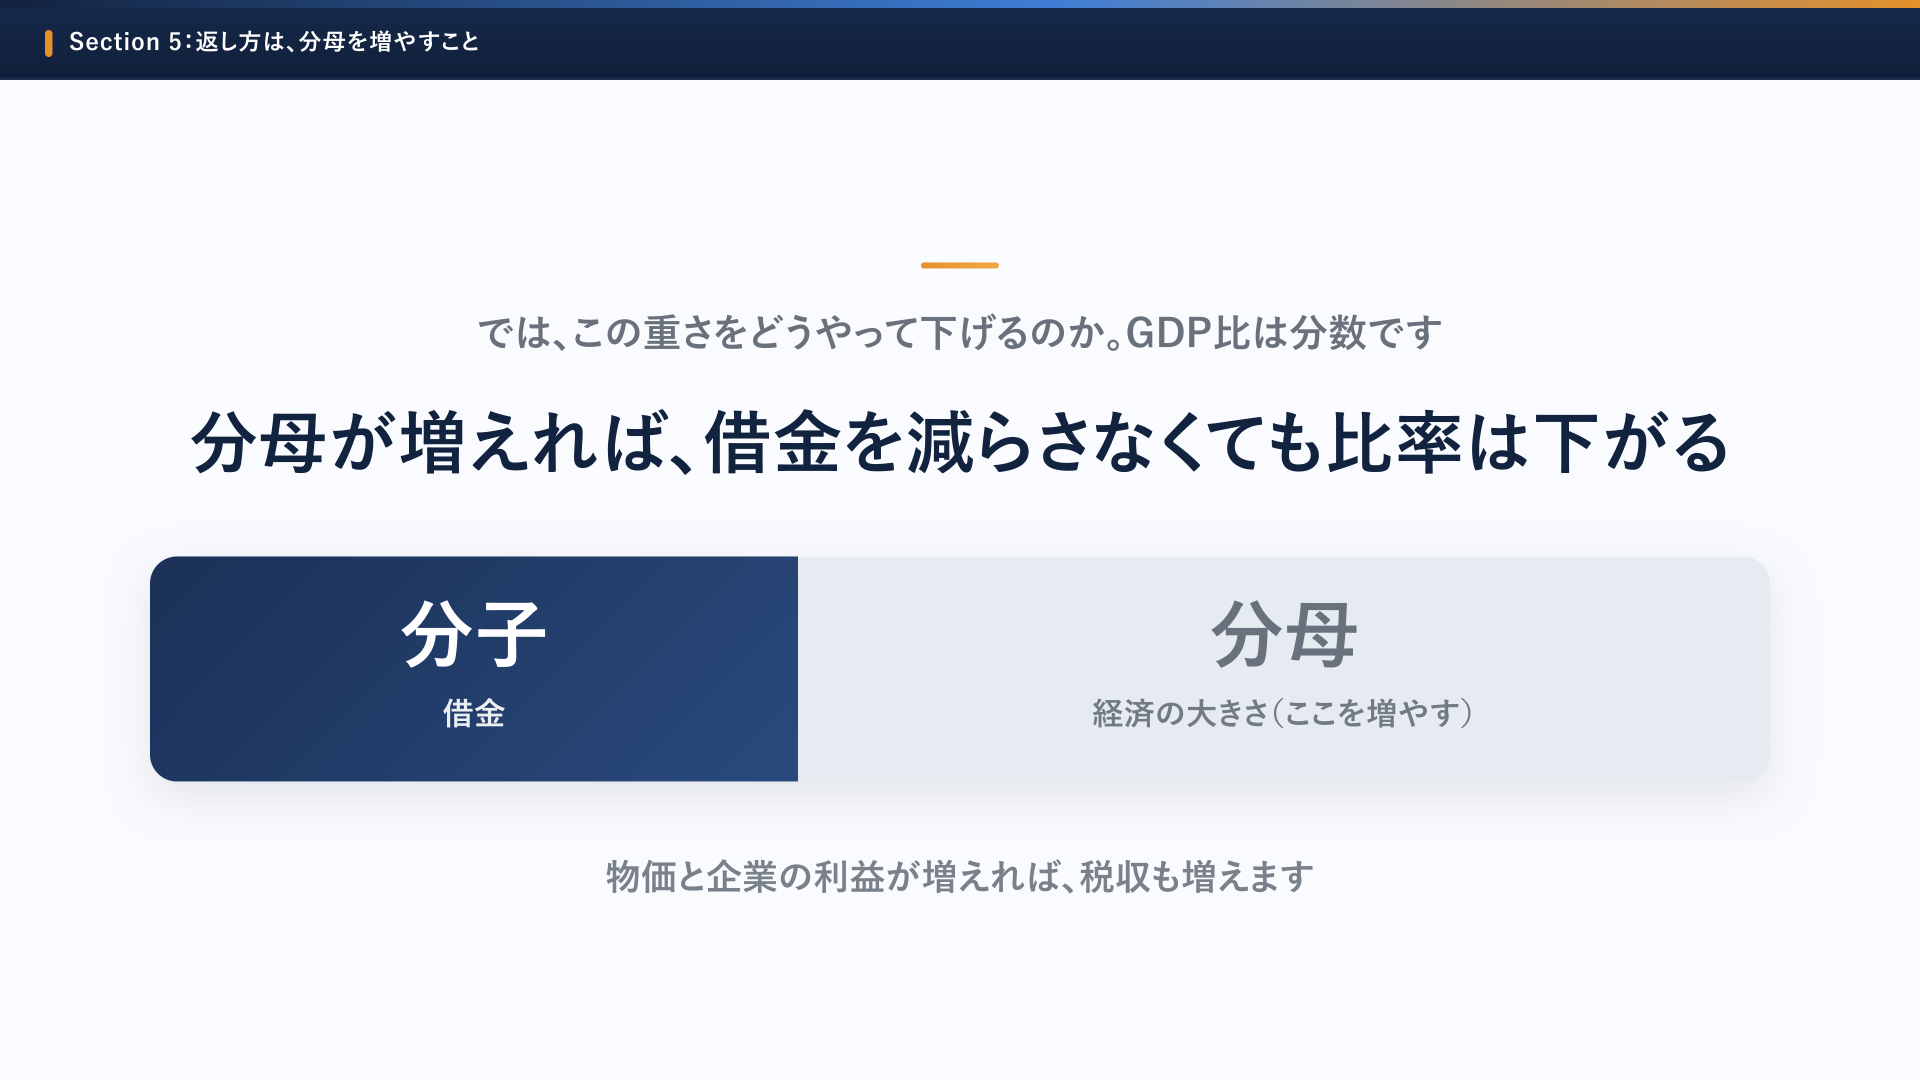 Section 5：返し方は、分母を増やすこと
では、この重さをどうやって下げるのか。GDP比は分数です
分母が増えれば、借金を減らさなくても比率は下がる
分子
借金
分母
経済の大きさ（ここを増やす）
物価と企業の利益が増えれば、税収も増えます